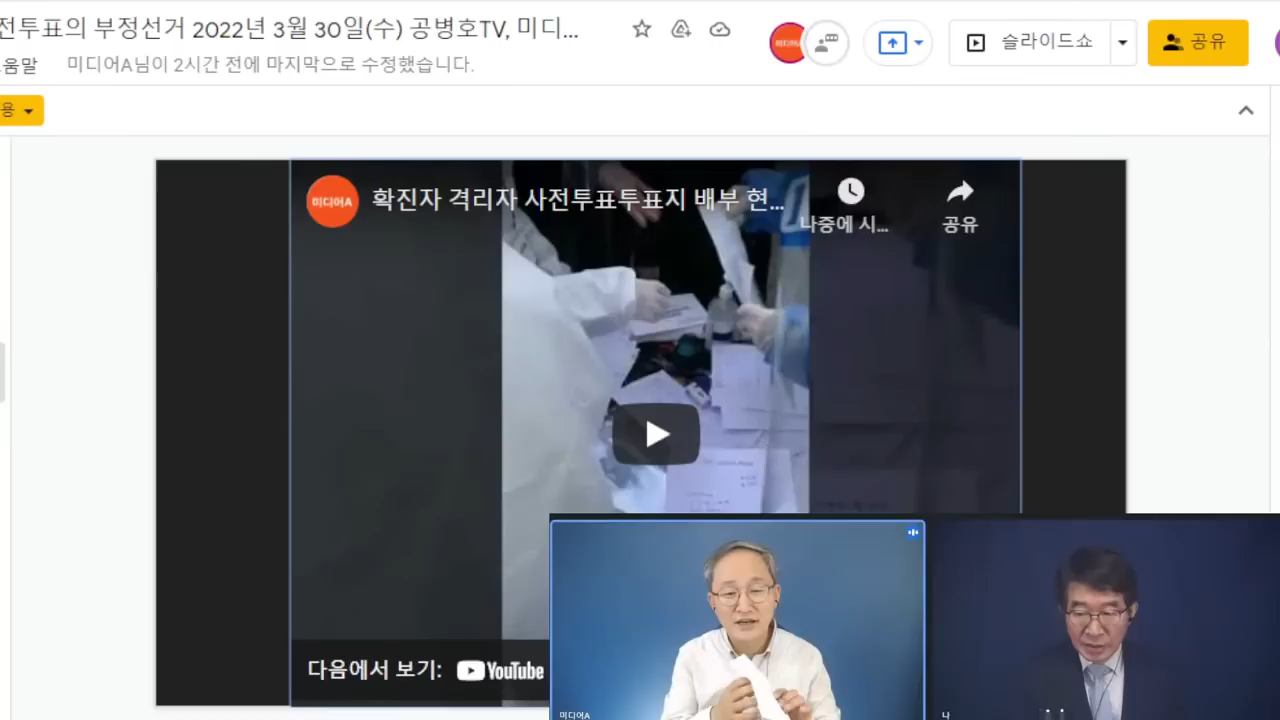 전투표의 부정선거 2022년 3월 30일(수) 공병호TV, 미디...
움말 미디어A님이 2시간 전에 마지막으로 수정했습니다.
슬라이드쇼
공유
용
미디어A
확진자 격리자 사전투표투표지 배부 현...
나중에 시...
공유
다음에서 보기:
YouTube
미디어A
나